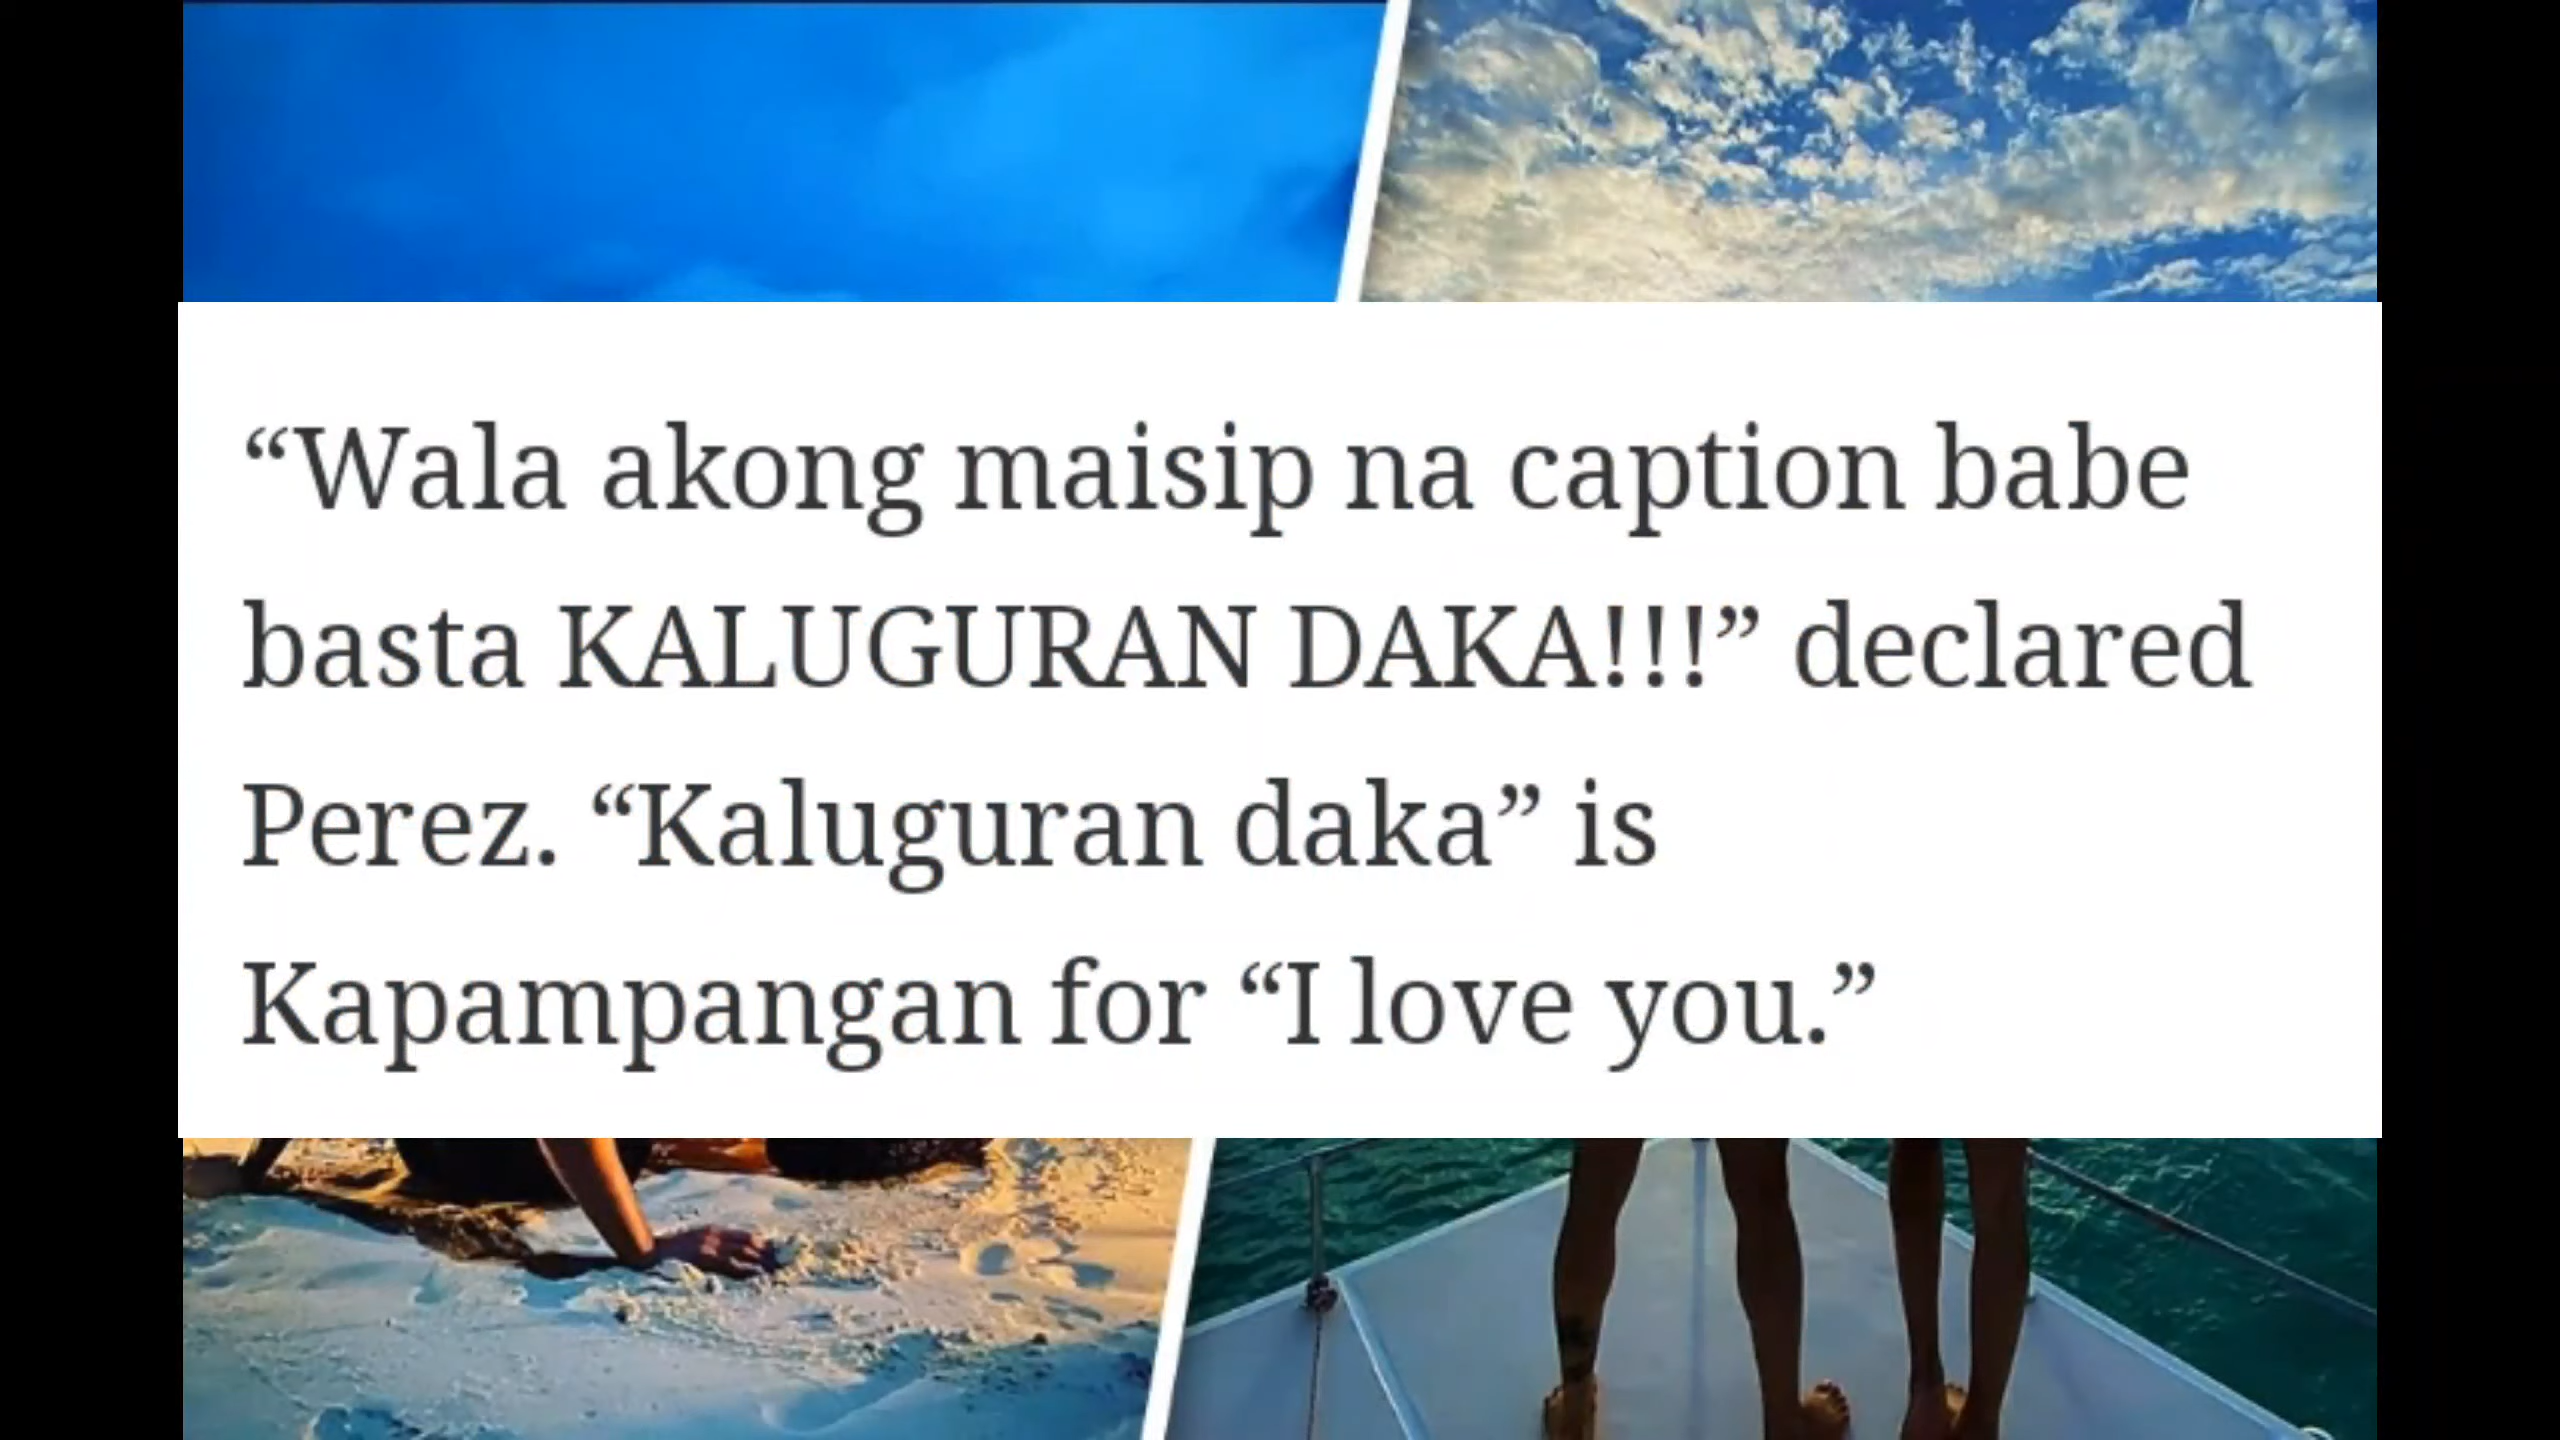 “Wala akong maisip na caption babe
basta KALUGURAN DAKA!!!” declared
Perez. “Kaluguran daka” is
Kapampangan for “I love you.”